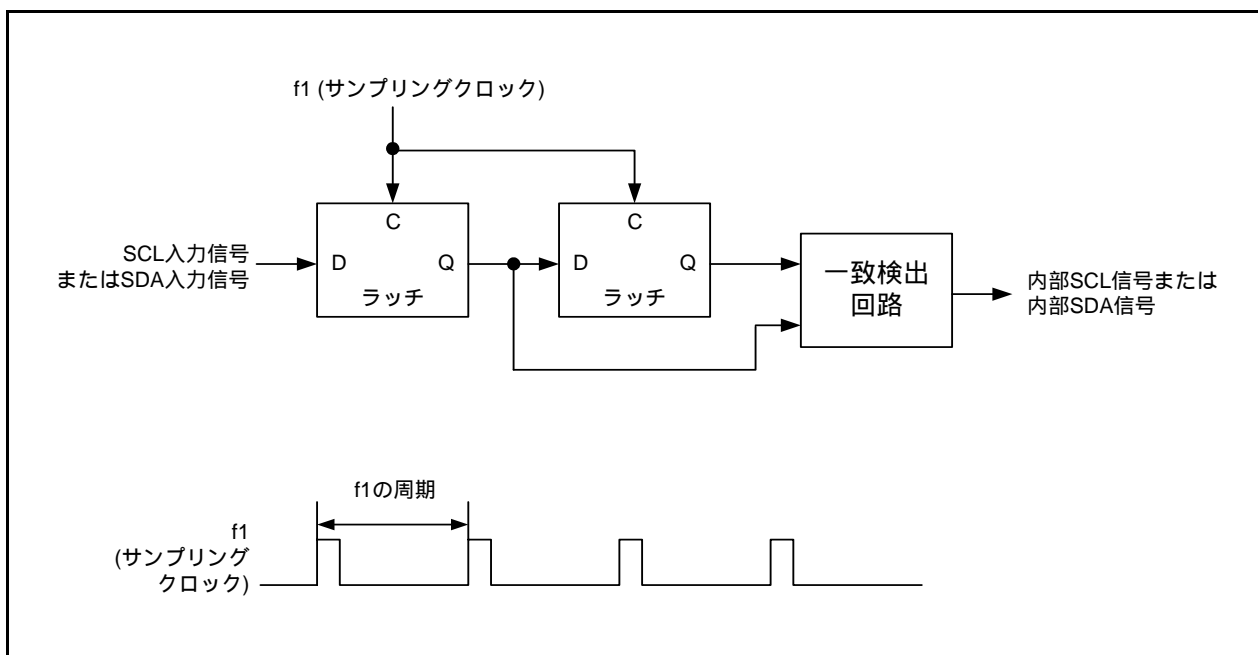 f1 (サンプリングクロック)
C
C
SCL入力信号
またはSDA入力信号
D
Q
D
Q
ラッチ
ラッチ
一致検出
回路
内部SCL信号または
内部SDA信号
f1の周期
f1
(サンプリング
クロック)